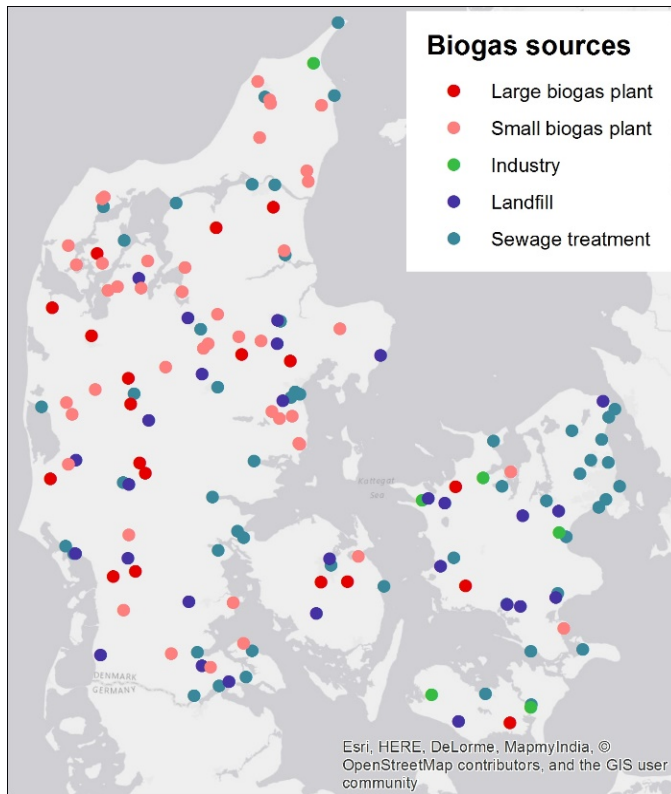 Biogas sources
Large biogas plant
Small biogas plant
Industry
Landfill
Sewage treatment
Kattegat
Sea
DENMARK
GERMANY
Esri, HERE, DeLorme, MapmyIndia, ©
OpenStreetMap contributors, and the GIS user
community